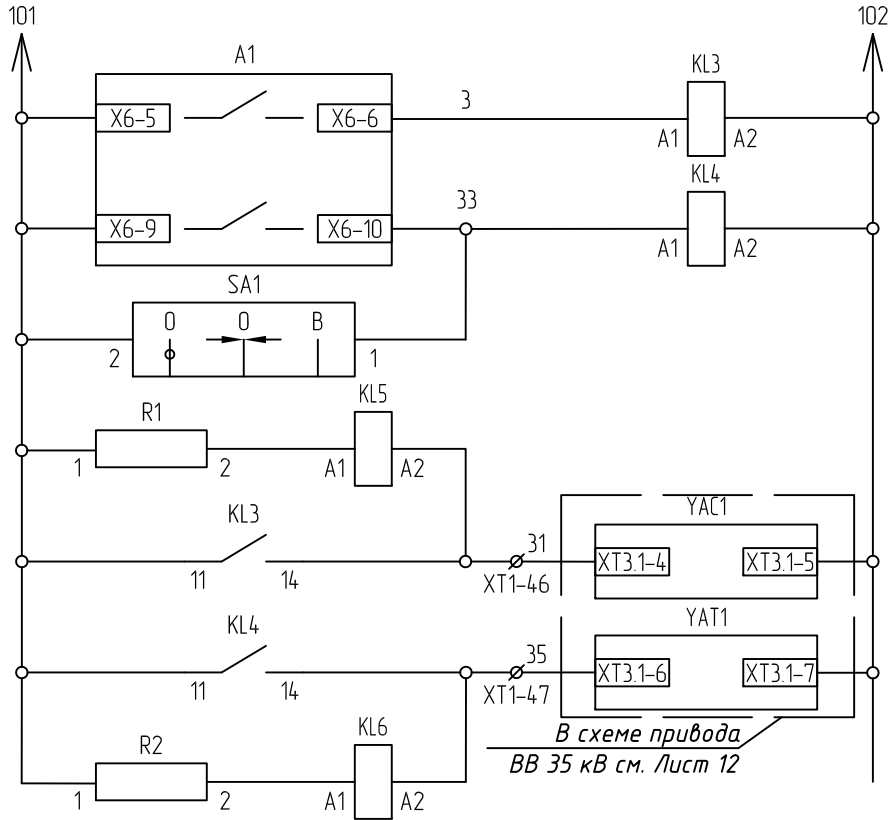 101
102
A1
KL3
X6-5
X6-6
3
A1
A2
KL4
X6-9
X6-10
33
A1
A2
SA1
O
O
B
2
1
R1
KL5
1
2
A1
A2
KL3
11
14
31
XT1-46
YAC1
XT3.1-4
XT3.1-5
KL4
11
14
35
XT1-47
YAT1
XT3.1-6
XT3.1-7
В схеме привода
ВВ 35 кВ см. Лист 12
R2
KL6
1
2
A1
A2